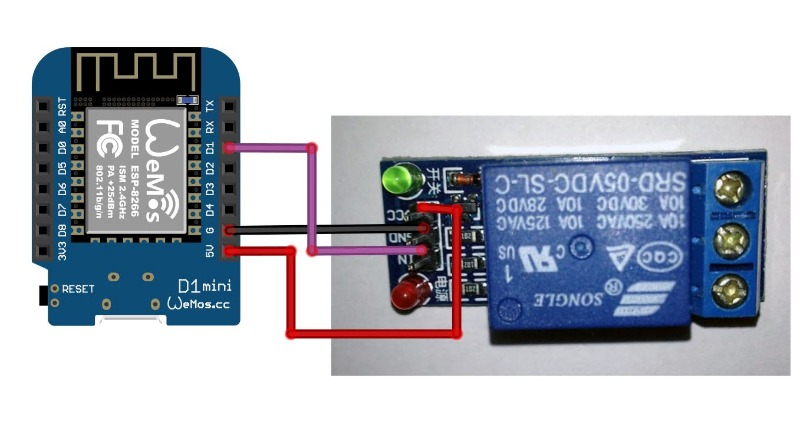 RST
A0
D0
D5
D6
D7
D8
3V3
TX
RX
D1
D2
D3
D4
G
5V
WeMos
MODEL ESP-8266
FC
ISM 2.4GHz
PA +25dBm
802.11b/g/n
RESET
D1mini
WeMos.cc
开关
VCC
GND
IN
电源
SRD-05VDC-SL-C
10A 250VAC 10A 125VAC
10A 30VDC 10A 28VDC
c UL US
CQC
SONGLE